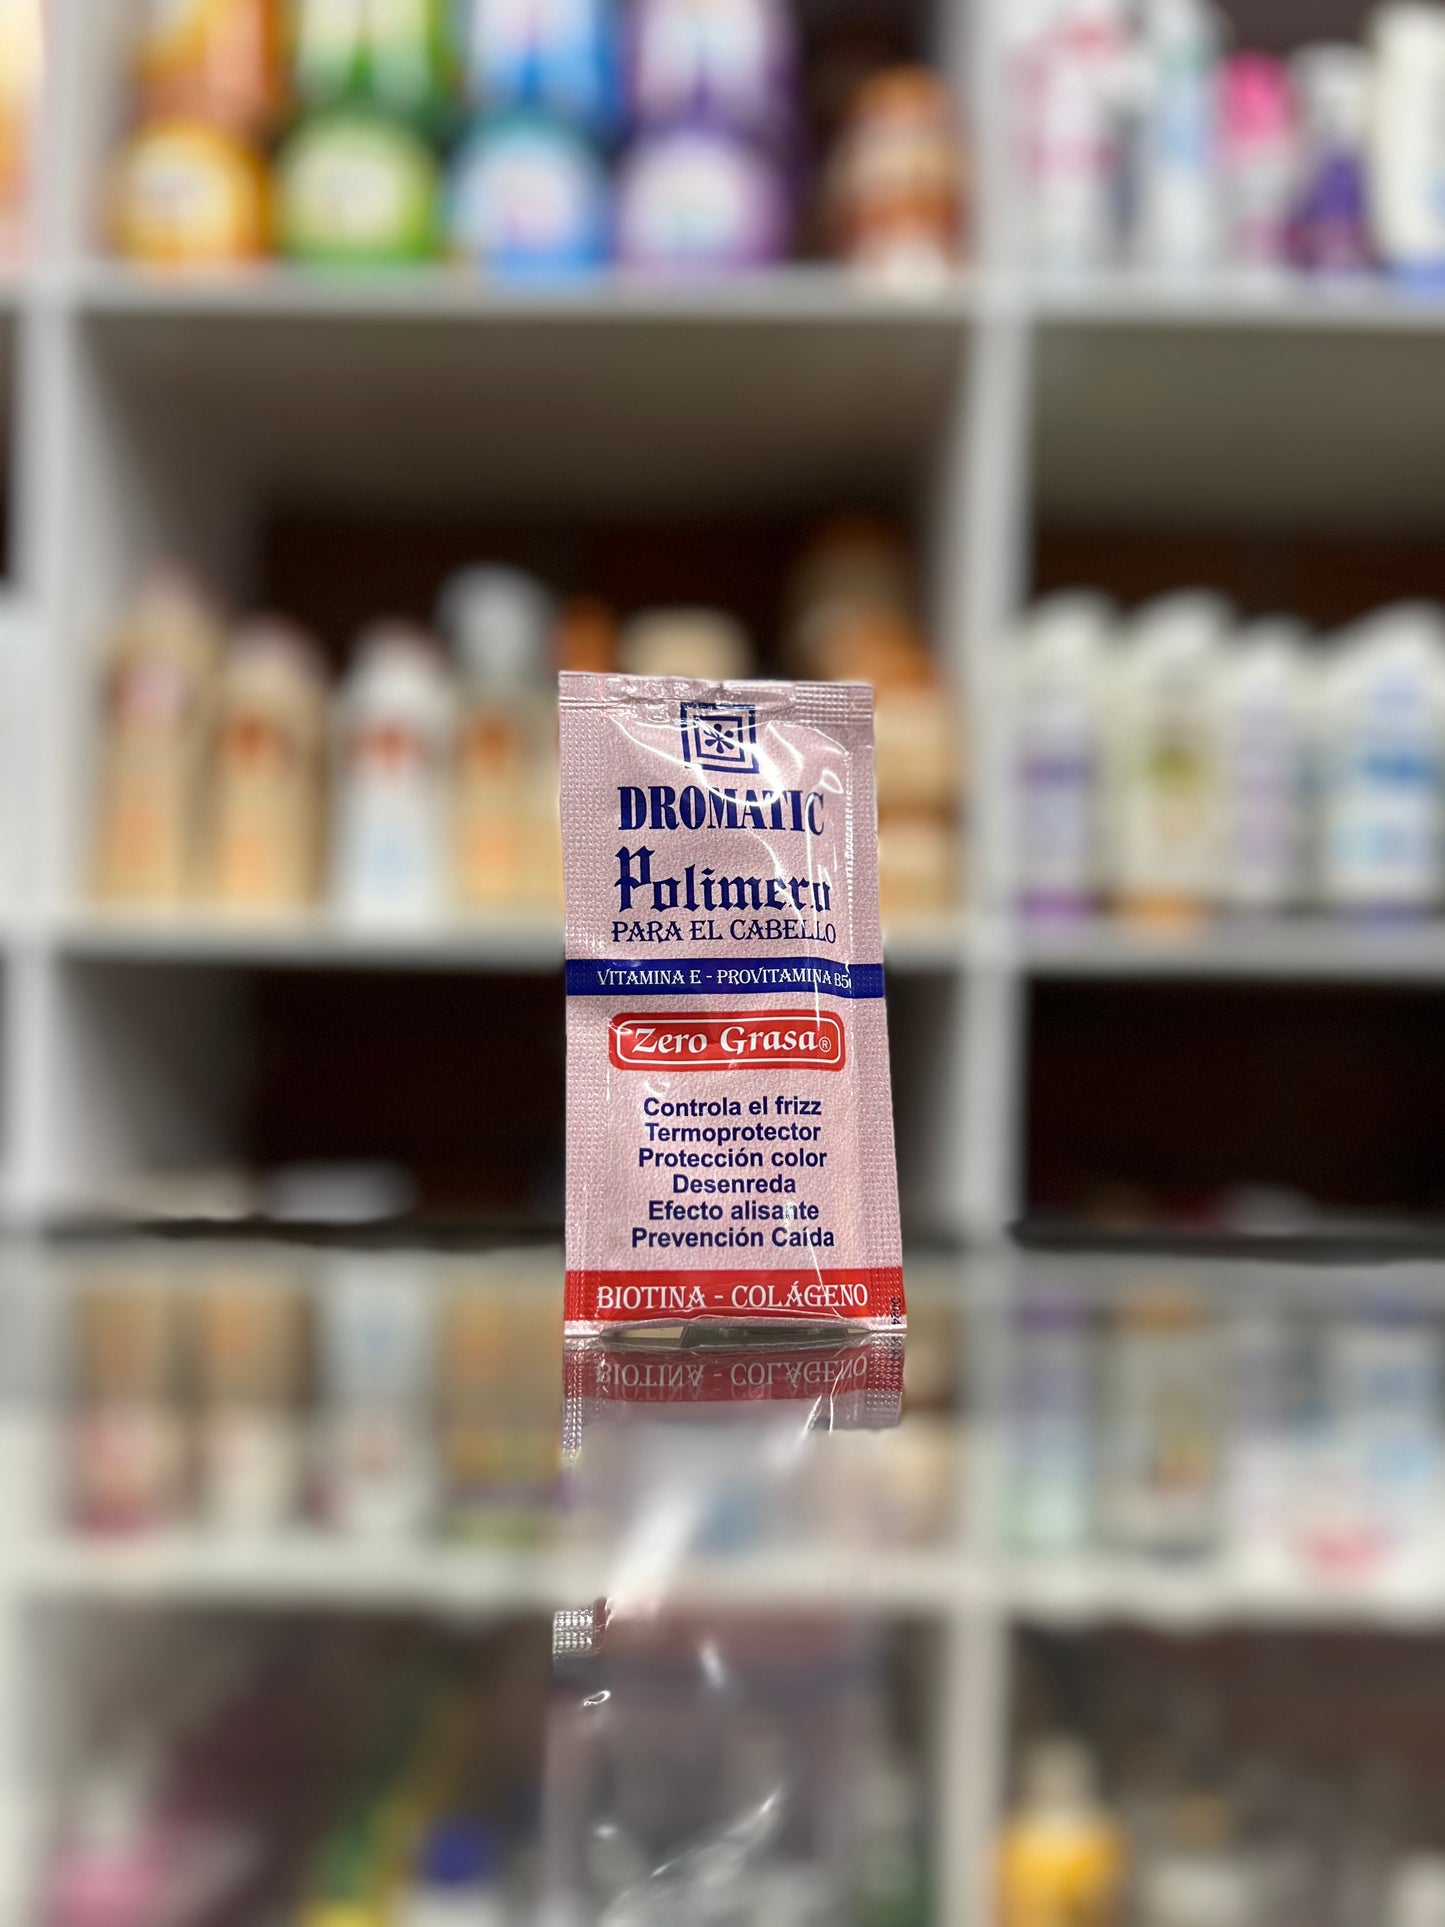 DROMATIC
Polimero
PARA EL CABELLO
VITAMINA E - PROVITAMINA B5
Zero Grasa®
Controla el frizz
Termoprotector
Protección color
Desenreda
Efecto alisante
Prevención Caída
BIOTINA - COLÁGENO